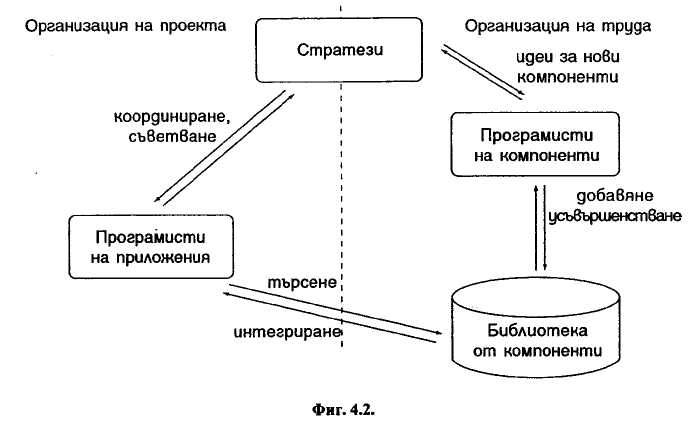 Организация на проекта
Организация на труда
Стратези
идеи за нови
компоненти
координиране,
съветване
Програмисти
на компоненти
добавяне
усъвършенстване
Програмисти
на приложения
търсене
интегриране
Библиотека
от компоненти
Фиг. 4.2.